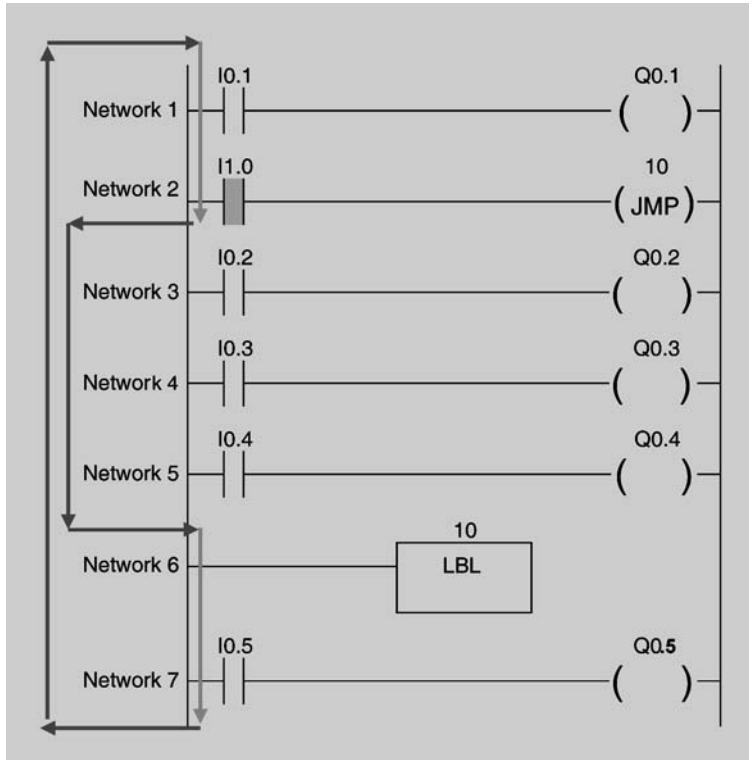 I0.1 Q0.1
Network 1 ( )
I1.0 10
Network 2 (JMP)
I0.2 Q0.2
Network 3 ( )
I0.3 Q0.3
Network 4 ( )
I0.4 Q0.4
Network 5 ( )
10
Network 6 LBL
I0.5 Q0.5
Network 7 ( )